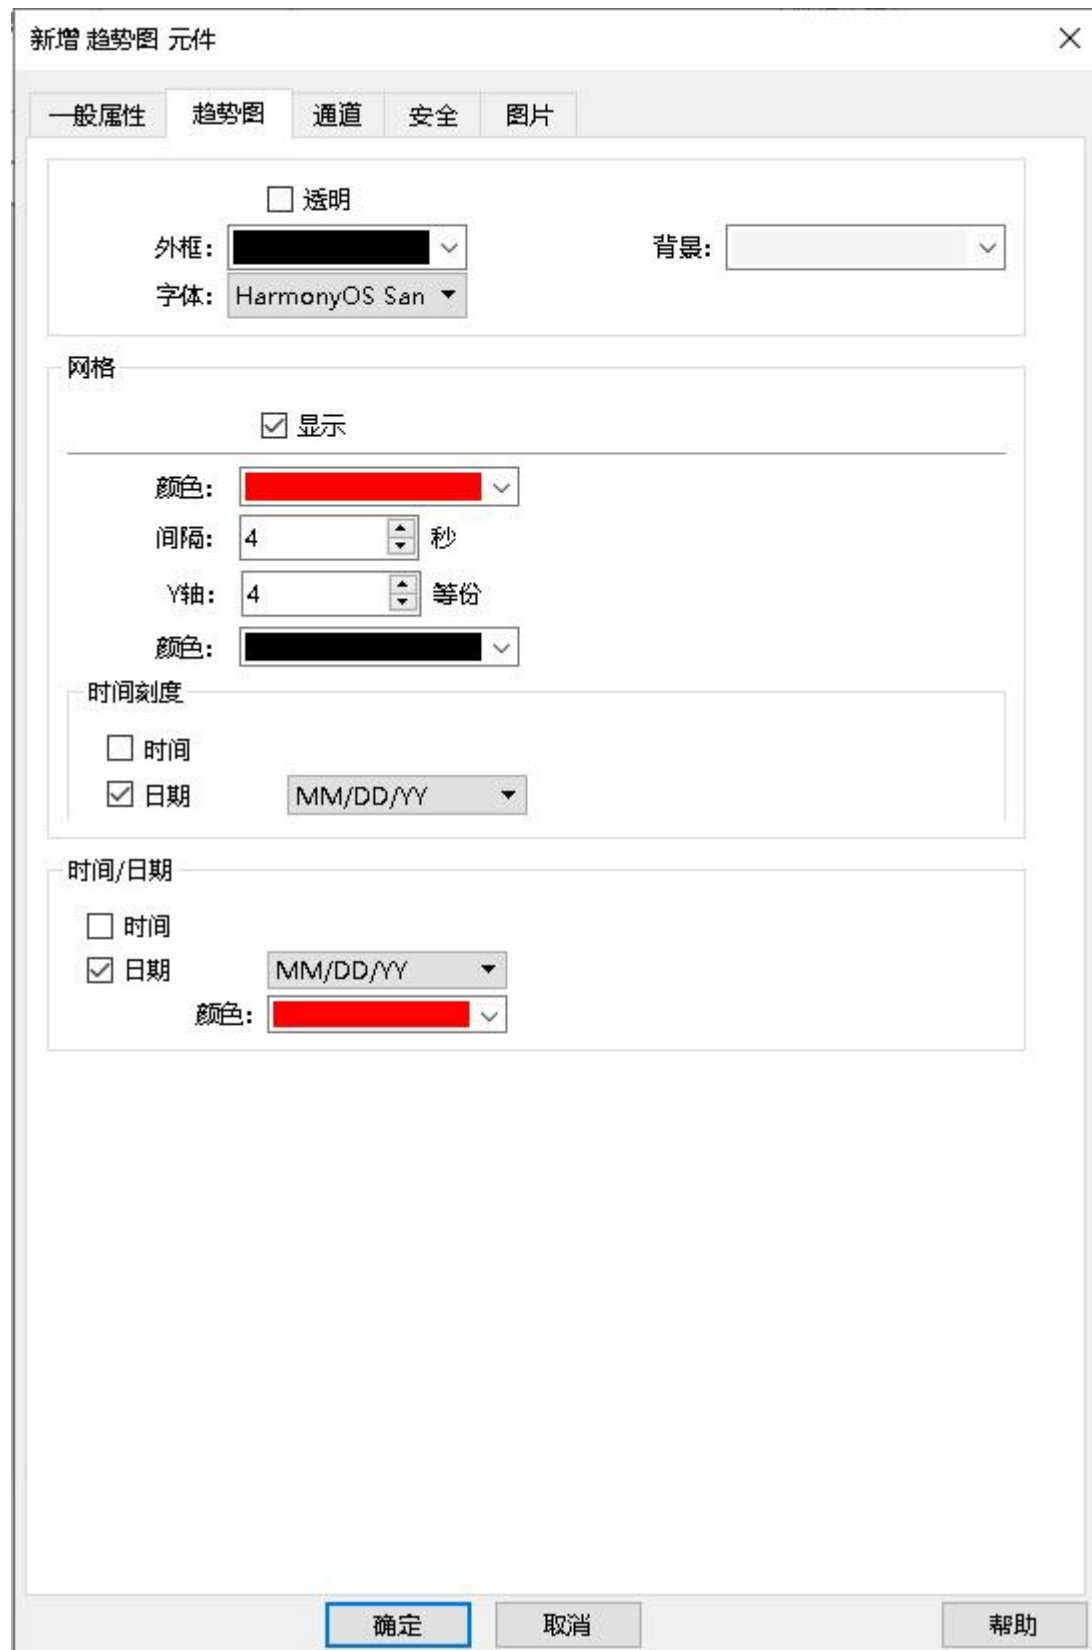 新增 趋势图 元件
一般属性 趋势图 通道 安全 图片
透明
外框: 背景:
字体: HarmonyOS San
网格
显示
颜色:
间隔: 4 秒
Y轴: 4 等份
颜色:
时间刻度
时间
日期 MM/DD/YY
时间/日期
时间
日期 MM/DD/YY
颜色:
确定 取消 帮助